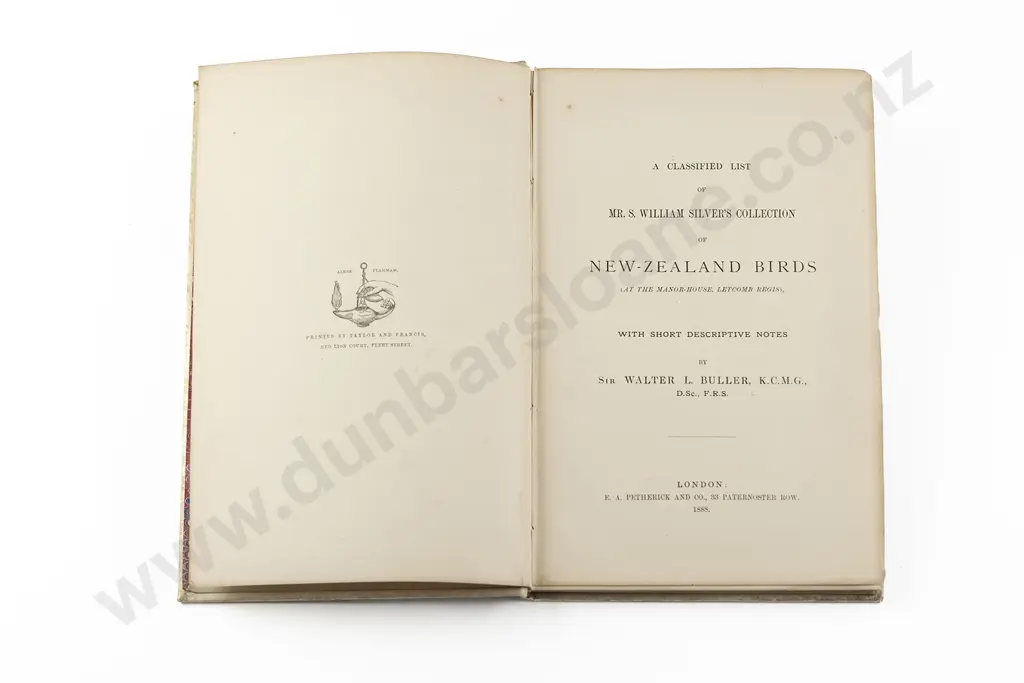 ALERE FLAMMAM.
PRINTED BY TAYLOR AND FRANCIS,
RED LION COURT, FLEET STREET.
A CLASSIFIED LIST
OF
MR. S. WILLIAM SILVER'S COLLECTION
OF
NEW-ZEALAND BIRDS
(AT THE MANOR-HOUSE, LETCOMB REGIS),
WITH SHORT DESCRIPTIVE NOTES
BY
SIR WALTER L. BULLER, K.C.M.G.,
D.Sc., F.R.S.
LONDON:
E. A. PETHERICK AND CO., 33 PATERNOSTER ROW.
1888.
www.dunbarsloane.co.nz